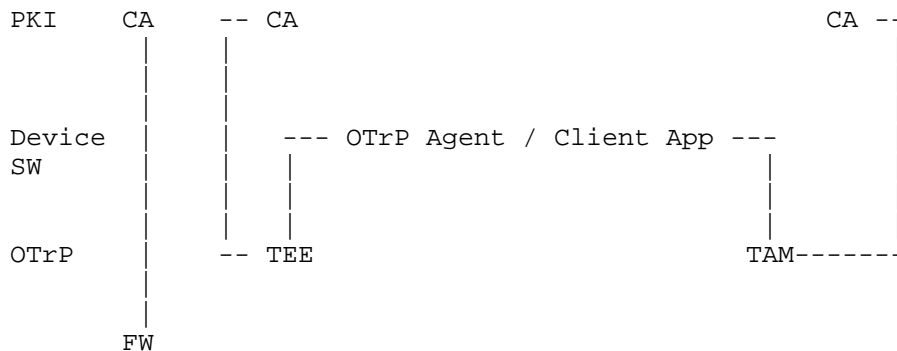 PKI CA -- CA CA --
Device --- OTrP Agent / Client App ---
SW
OTrP -- TEE TAM-------
FW